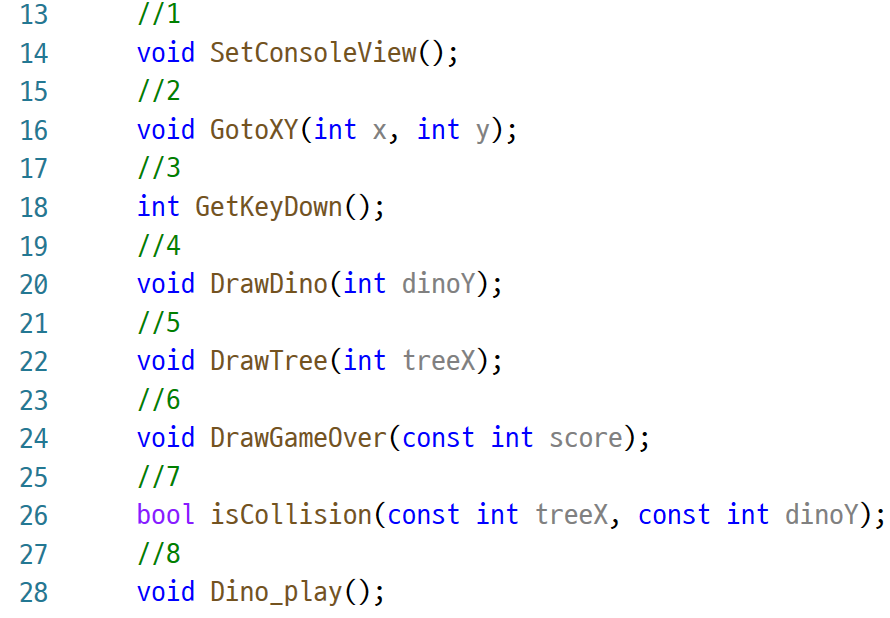 13 //1
14 void SetConsoleView();
15 //2
16 void GotoXY(int x, int y);
17 //3
18 int GetKeyDown();
19 //4
20 void DrawDino(int dinoY);
21 //5
22 void DrawTree(int treeX);
23 //6
24 void DrawGameOver(const int score);
25 //7
26 bool isCollision(const int treeX, const int dinoY);
27 //8
28 void Dino_play();